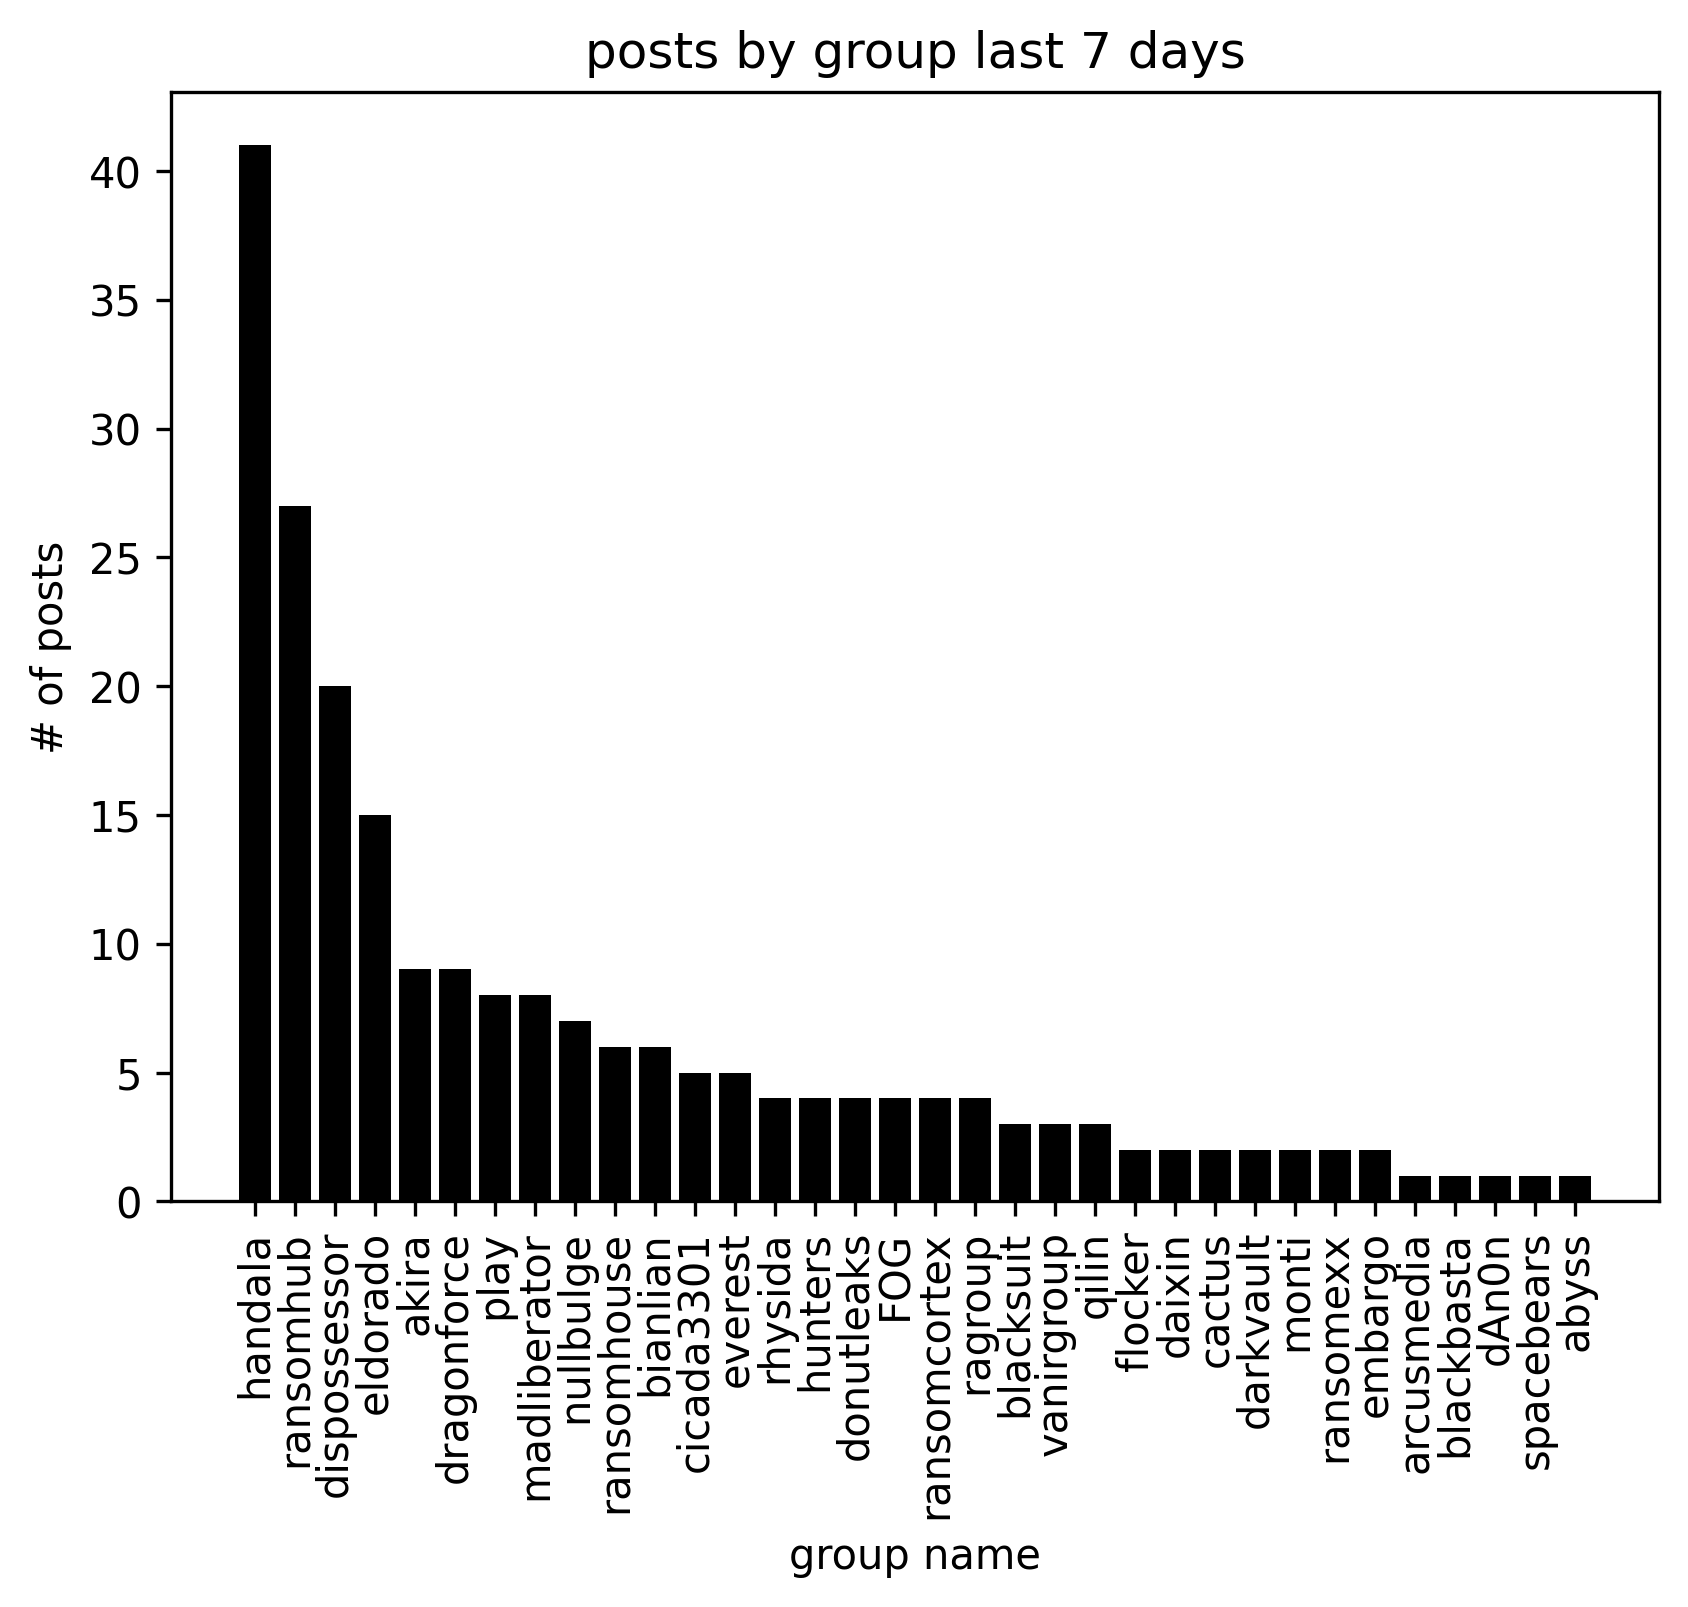 posts by group last 7 days
# of posts
40
35
30
25
20
15
10
5
0
handala
ransomhub
dispossessor
eldorado
akira
dragonforce
play
madliberator
nullbulge
ransomhouse
bianlian
cicada3301
everest
rhysida
hunters
donutleaks
FOG
ransomcortex
ragroup
blacksuit
vanirgroup
qilin
flocker
daixin
cactus
darkvault
monti
ransomexx
embargo
arcusmedia
blackbasta
dAn0n
spacebears
abyss
group name